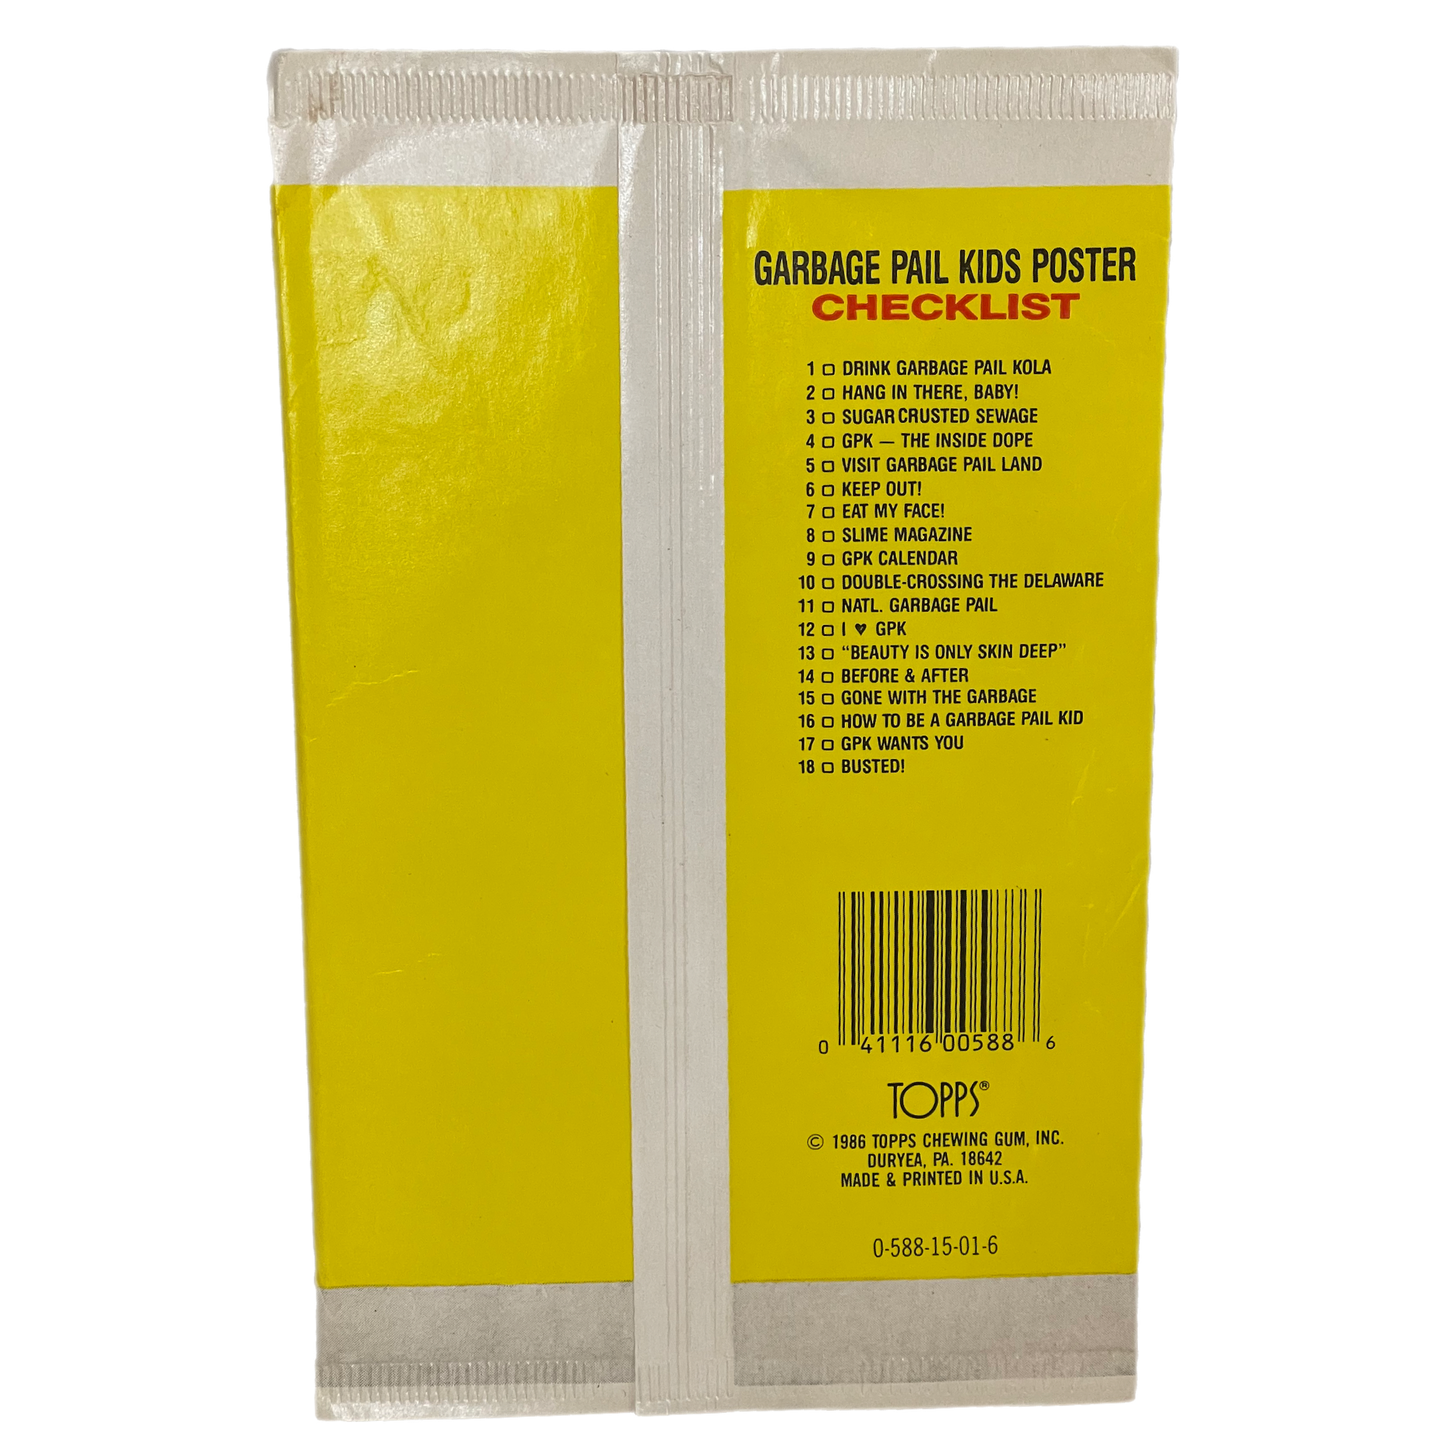 GARBAGE PAIL KIDS POSTER
CHECKLIST
1 □ DRINK GARBAGE PAIL KOLA
2 □ HANG IN THERE, BABY!
3 □ SUGAR CRUSTED SEWAGE
4 □ GPK — THE INSIDE DOPE
5 □ VISIT GARBAGE PAIL LAND
6 □ KEEP OUT!
7 □ EAT MY FACE!
8 □ SLIME MAGAZINE
9 □ GPK CALENDAR
10 □ DOUBLE-CROSSING THE DELAWARE
11 □ NATL. GARBAGE PAIL
12 □ I ♥ GPK
13 □ “BEAUTY IS ONLY SKIN DEEP”
14 □ BEFORE & AFTER
15 □ GONE WITH THE GARBAGE
16 □ HOW TO BE A GARBAGE PAIL KID
17 □ GPK WANTS YOU
18 □ BUSTED!
0 41116 00588 6
TOPPS®
© 1986 TOPPS CHEWING GUM, INC.
DURYEA, PA. 18642
MADE & PRINTED IN U.S.A.
0-588-15-01-6